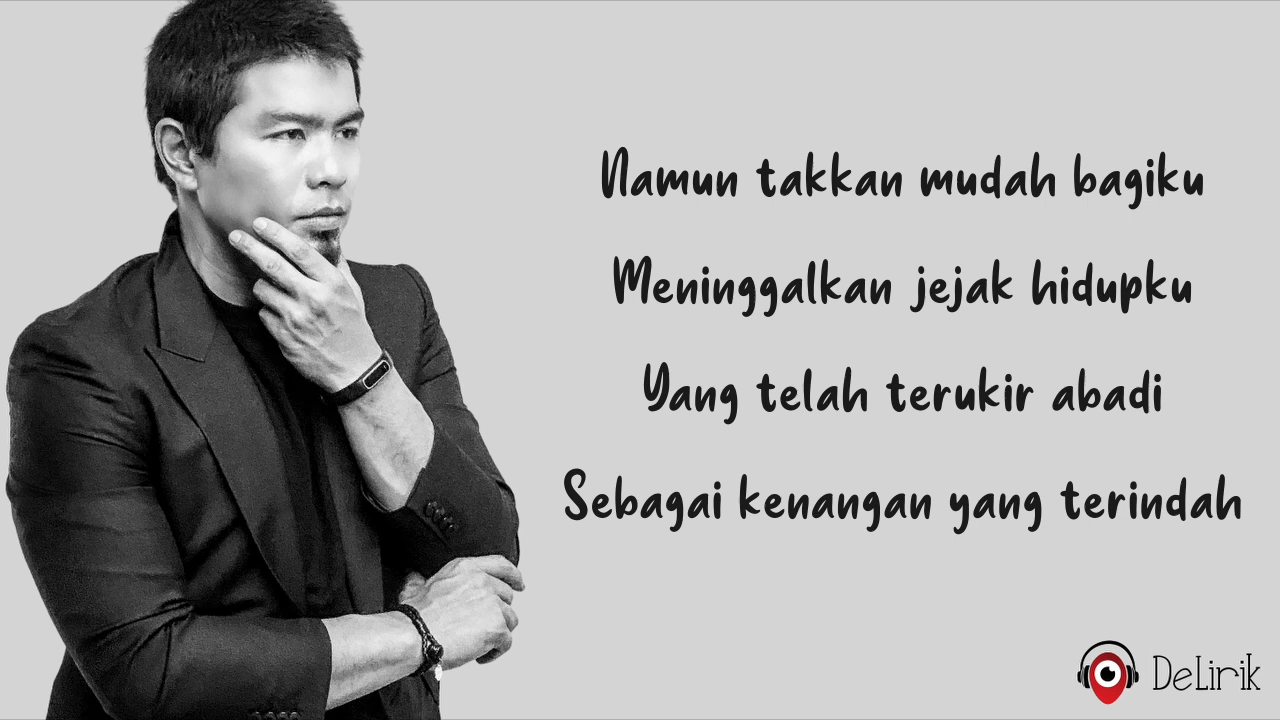 Namun takkan mudah bagiku
Meninggalkan jejak hidupku
Yang telah terukir abadi
Sebagai kenangan yang terindah
DeLirik